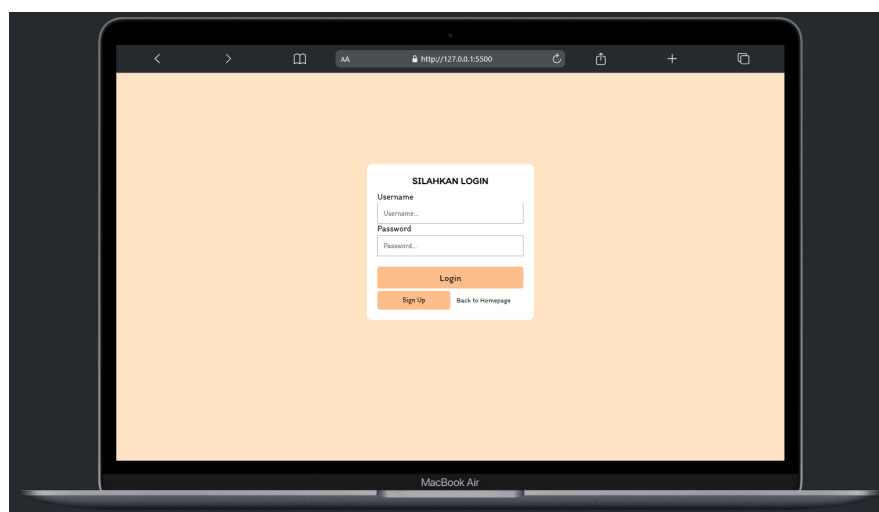 AA http://127.0.0.1:5500
SILAHKAN LOGIN
Username
Username...
Password
Password...
Login
Sign Up Back to Homepage
MacBook Air